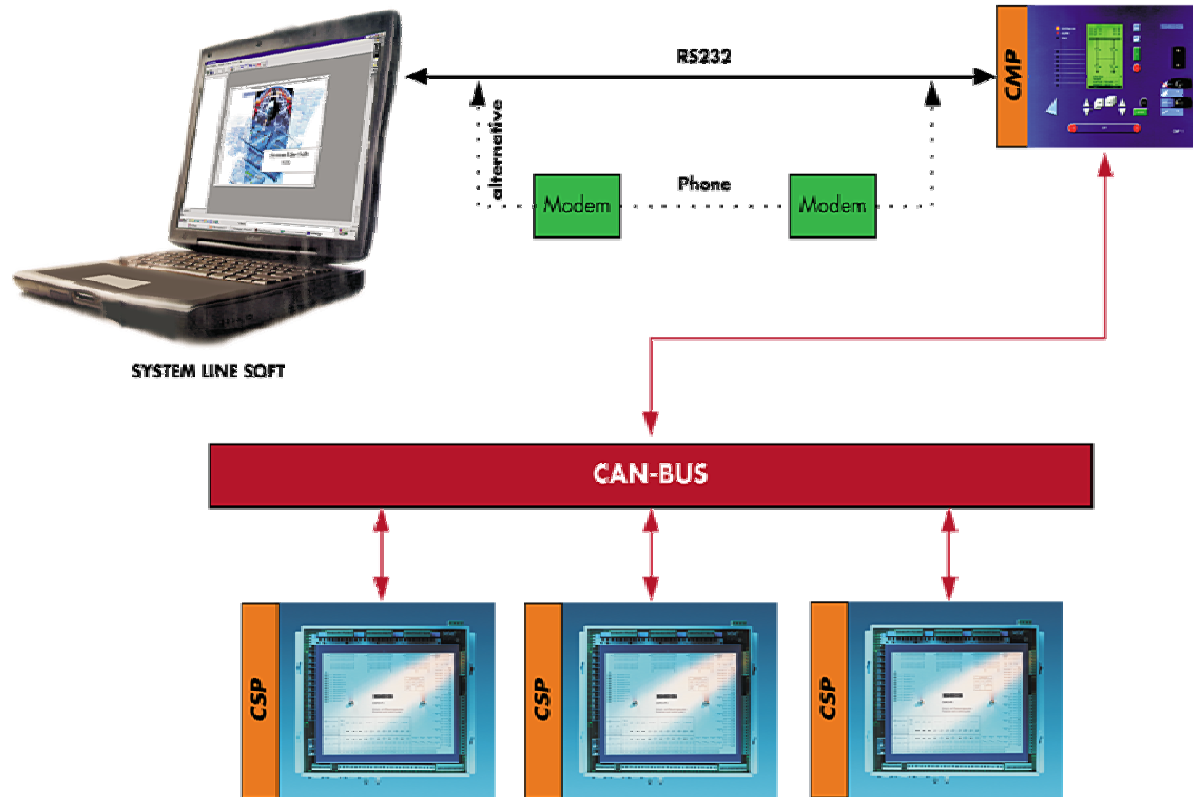 RS232
CMP
alternative
Phone
Modem
Modem
SYSTEM LINE SOFT
CAN-BUS
CSP
CSP
CSP